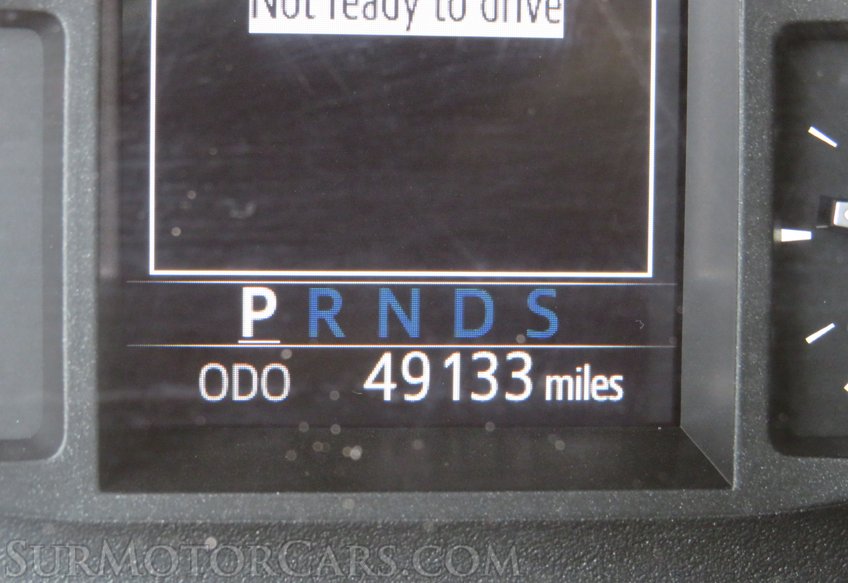 Not ready to drive
P R N D S
ODO 49133 miles
SURMOTORCARS.COM